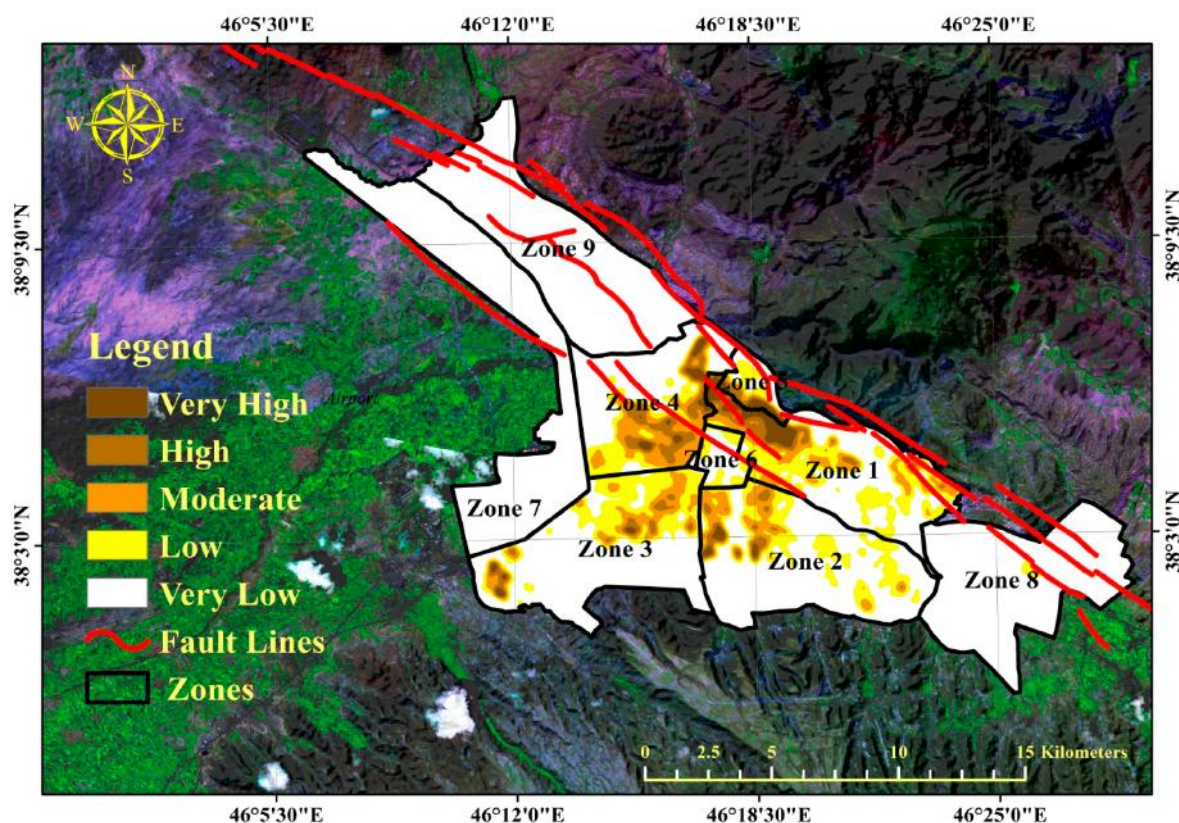 46°5'30"E 46°12'0"E 46°18'30"E 46°25'0"E
N
W E
S
38°9'30"N 38°9'30"N
Zone 9
Legend
Very High
Airport
Zone 5
Zone 4
High
Zone 6
Zone 1
Moderate
Zone 7
38°3'0"N 38°3'0"N
Low
Zone 3
Zone 2
Zone 8
Very Low
Fault Lines
Zones
0 2.5 5 10 15 Kilometers
46°5'30"E 46°12'0"E 46°18'30"E 46°25'0"E